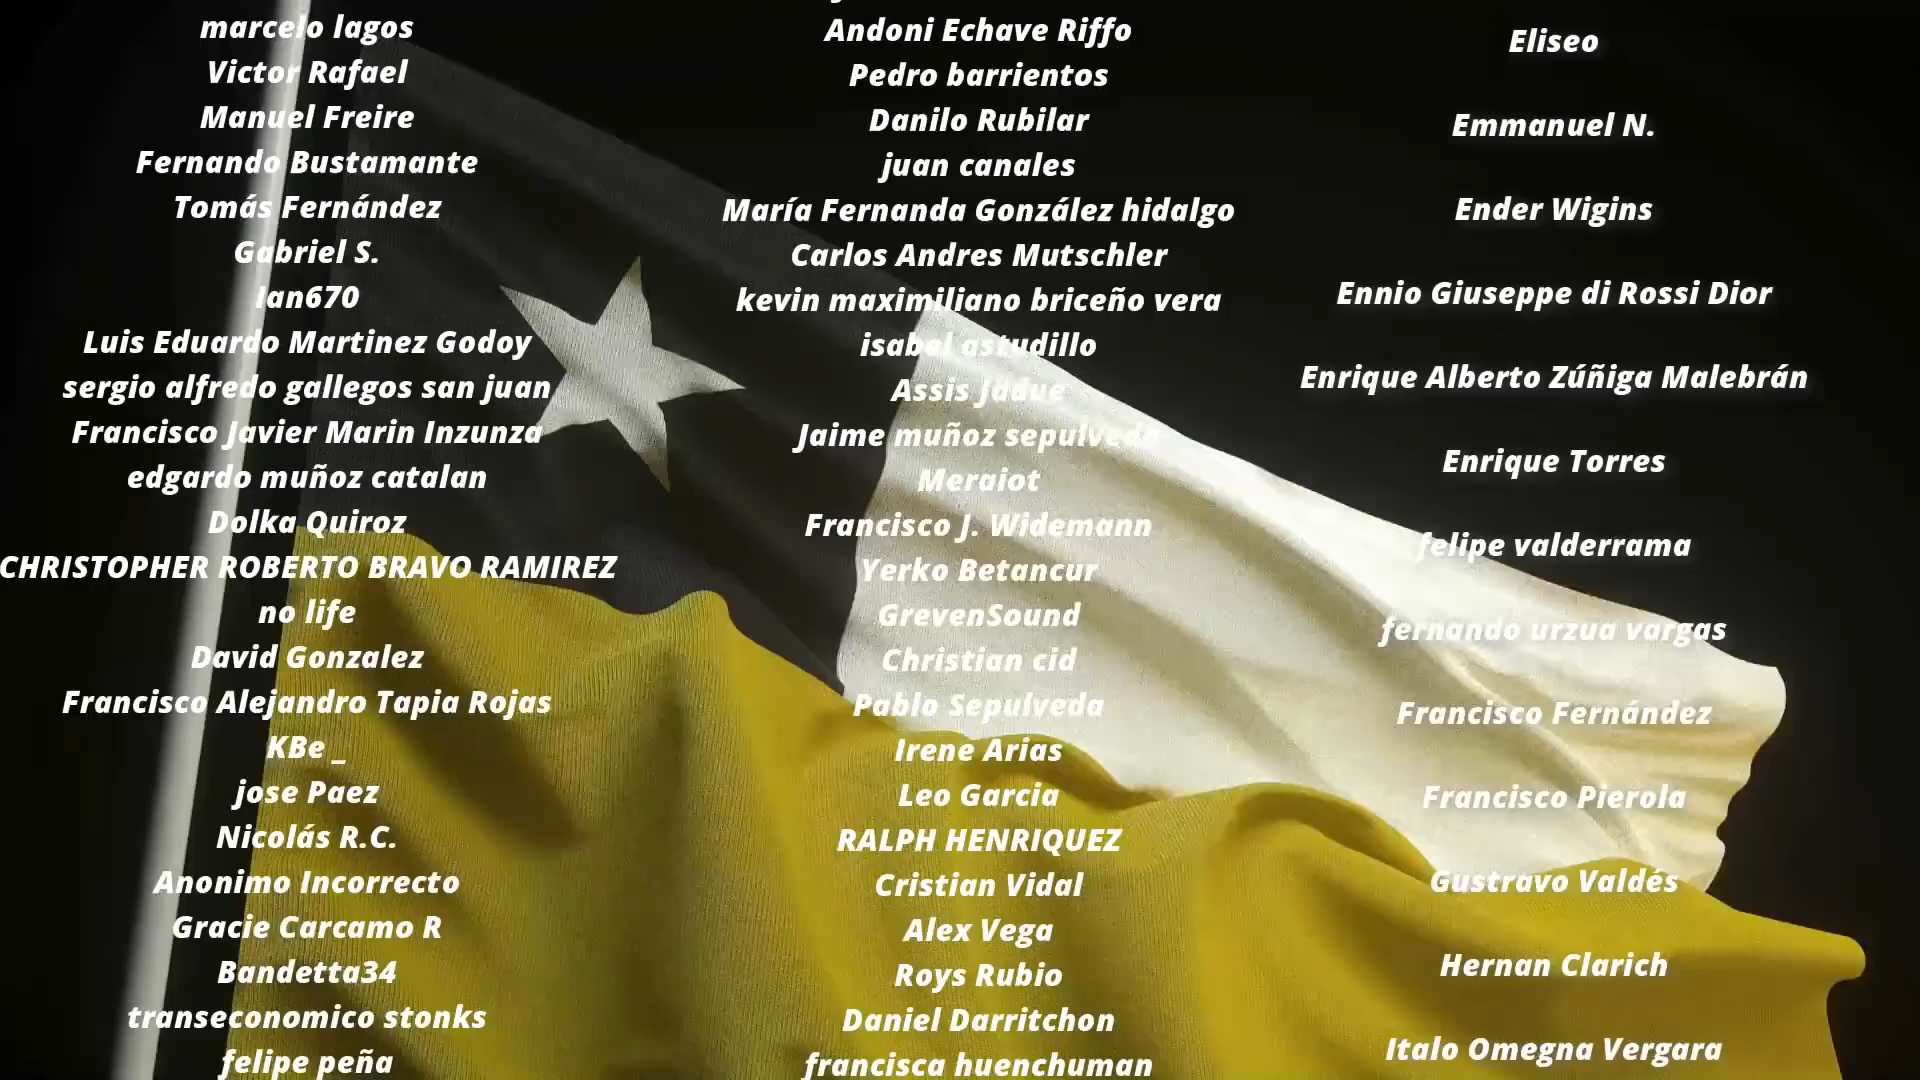 marcelo lagos
Victor Rafael
Manuel Freire
Fernando Bustamante
Tomás Fernández
Gabriel S.
Ian670
Luis Eduardo Martinez Godoy
sergio alfredo gallegos san juan
Francisco Javier Marin Inzunza
edgardo muñoz catalan
Dolka Quiroz
CHRISTOPHER ROBERTO BRAVO RAMIREZ
no life
David Gonzalez
Francisco Alejandro Tapia Rojas
KBe _
jose Paez
Nicolás R.C.
Anonimo Incorrecto
Gracie Carcamo R
Bandetta34
transeconomico stonks
felipe peña
Andoni Echave Riffo
Pedro barrientos
Danilo Rubilar
juan canales
María Fernanda González hidalgo
Carlos Andres Mutschler
kevin maximiliano briceño vera
isabel astudillo
Assis Jadue
Jaime muñoz sepulveda
Meraiot
Francisco J. Widemann
Yerko Betancur
GrevenSound
Christian cid
Pablo Sepulveda
Irene Arias
Leo Garcia
RALPH HENRIQUEZ
Cristian Vidal
Alex Vega
Roys Rubio
Daniel Darritchon
francisca huenchuman
Eliseo
Emmanuel N.
Ender Wigins
Ennio Giuseppe di Rossi Dior
Enrique Alberto Zúñiga Malebrán
Enrique Torres
felipe valderrama
fernando urzua vargas
Francisco Fernández
Francisco Pierola
Gustravo Valdés
Hernan Clarich
Italo Omegna Vergara